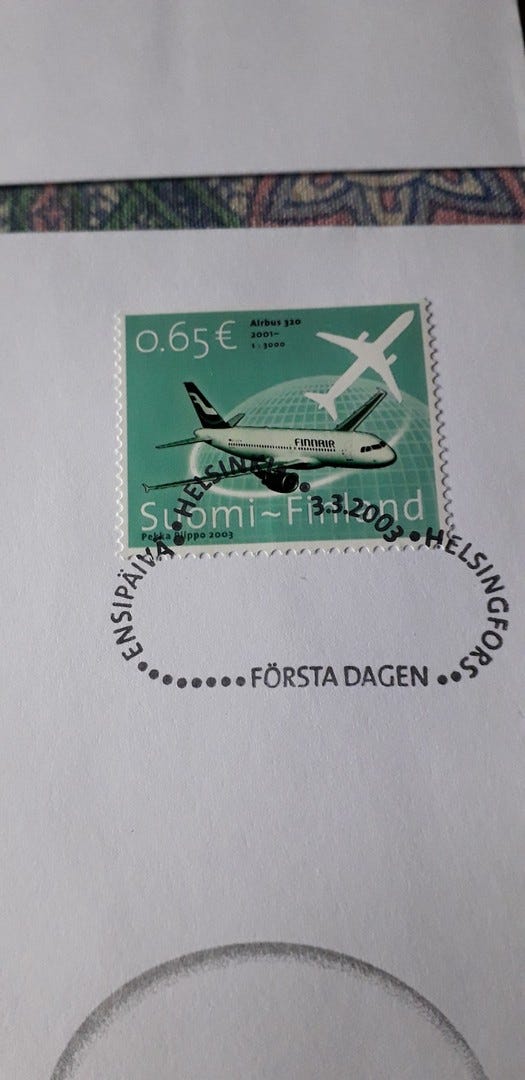 0.65€
Airbus 320
2001–
1 : 3000
FINNAIR
Suomi~Finland
Pekka Piippo 2003
ENSIPÄIVÄ • HELSINKI • 3.3.2003 • HELSINGFORS
FÖRSTA DAGEN